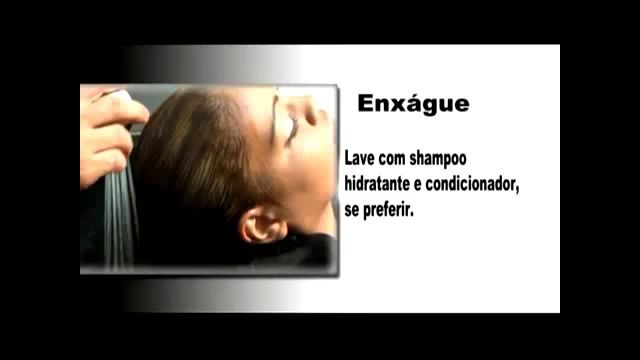 Enxágue
Lave com shampoo
hidratante e condicionador,
se preferir.